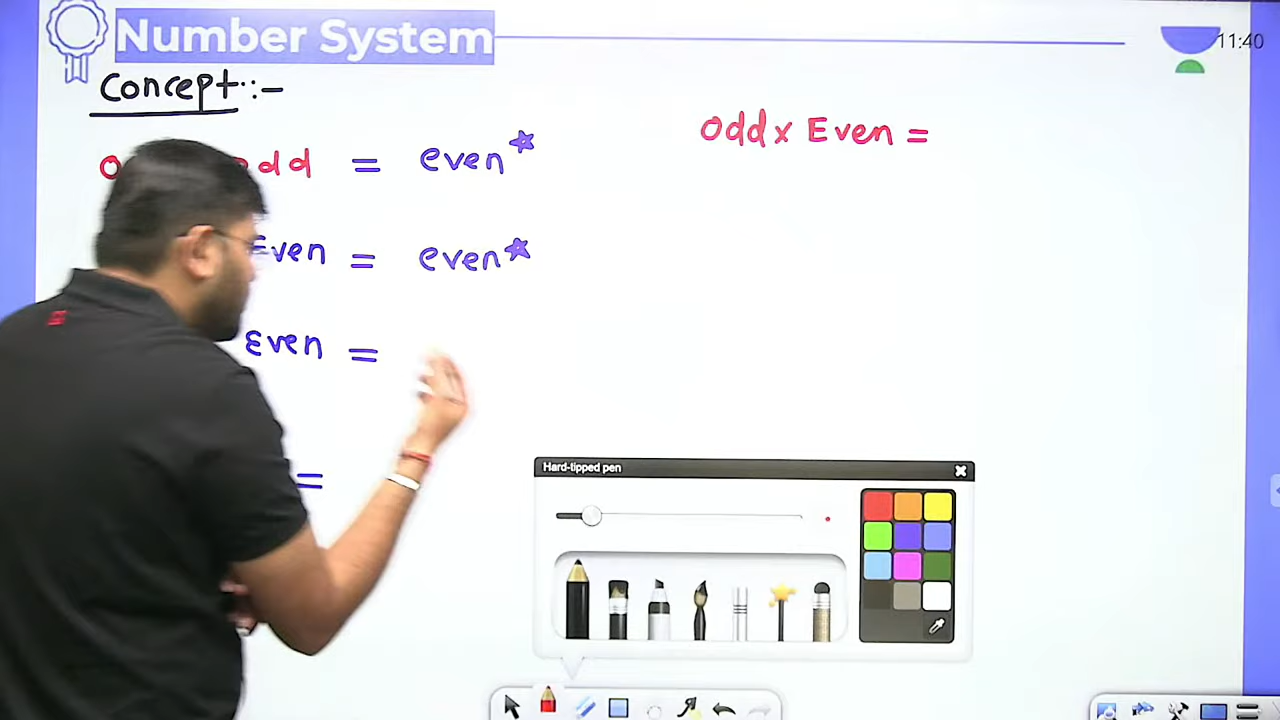 Number System
11:40
Concept :-
odd = even*
Odd x Even =
Even = even*
Even =
=
Hard-tipped pen